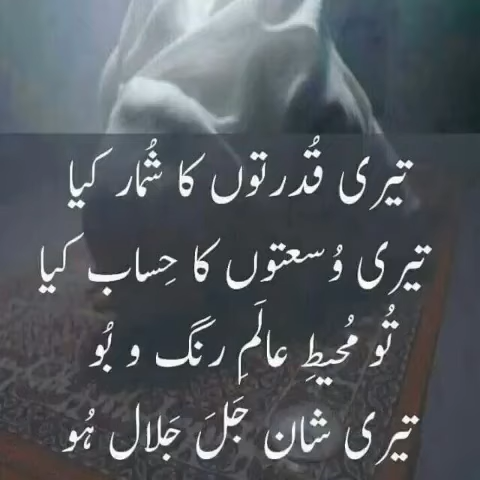 تیری قُدرتوں کا شُمار کیا
تیری وُسعتوں کا حِساب کیا
تُو مُحیطِ عالَمِ رنگ و بُو
تیری شان جَلَ جَلال ہُو